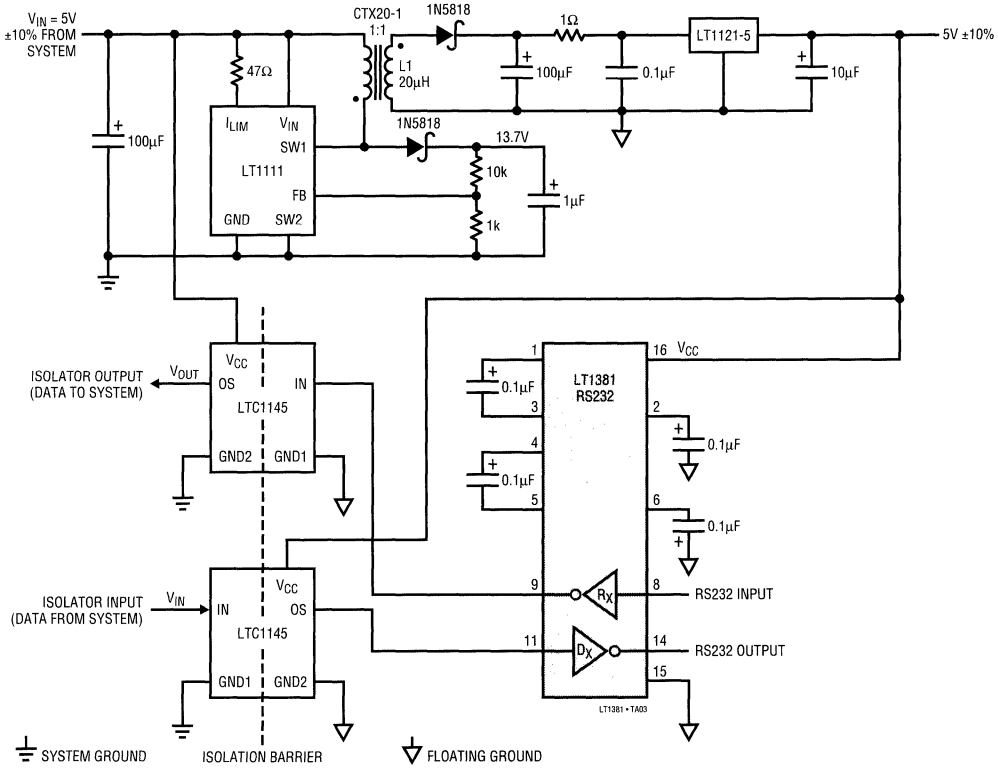 VIN = 5V
±10% FROM
SYSTEM
CTX20-1
1:1
1N5818
1Ω
LT1121-5
5V ±10%
47Ω
L1
20µH
100µF
0.1µF
10µF
100µF
ILIM
VIN
SW1
LT1111
FB
GND
SW2
1N5818
13.7V
10k
1k
1µF
ISOLATOR OUTPUT
(DATA TO SYSTEM)
VOUT
VCC
OS
IN
LTC1145
GND2
GND1
ISOLATOR INPUT
(DATA FROM SYSTEM)
VIN
VCC
IN
OS
LTC1145
GND1
GND2
1
16
VCC
LT1381
RS232
0.1µF
3
2
0.1µF
4
0.1µF
5
6
0.1µF
9
RX
8
RS232 INPUT
11
DX
14
RS232 OUTPUT
15
LT1381 • TA03
SYSTEM GROUND
ISOLATION BARRIER
FLOATING GROUND